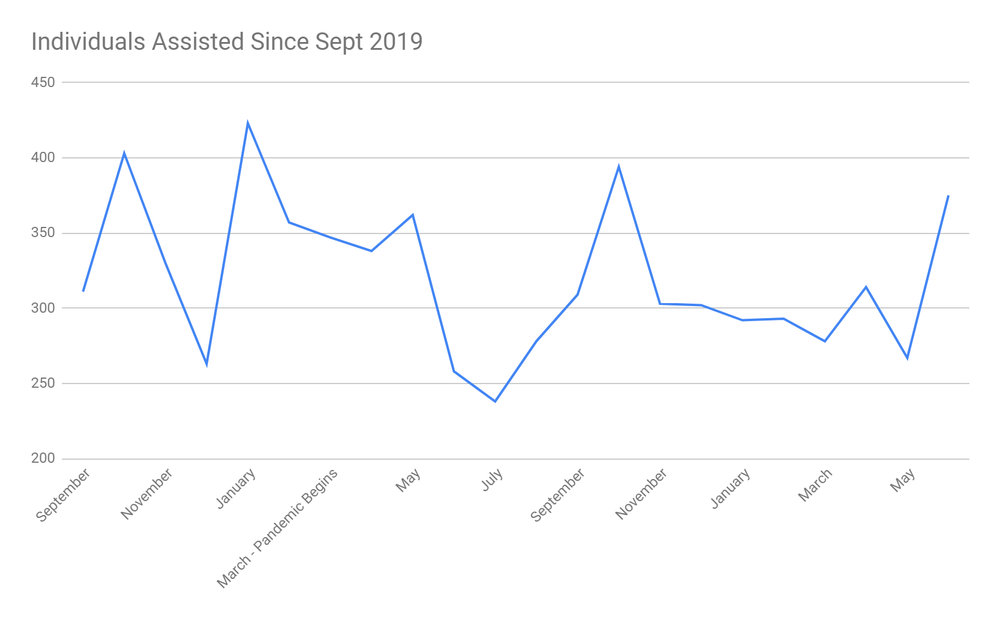 Individuals Assisted Since Sept 2019
450
400
350
300
250
200
September
November
January
March - Pandemic Begins
May
July
September
November
January
March
May